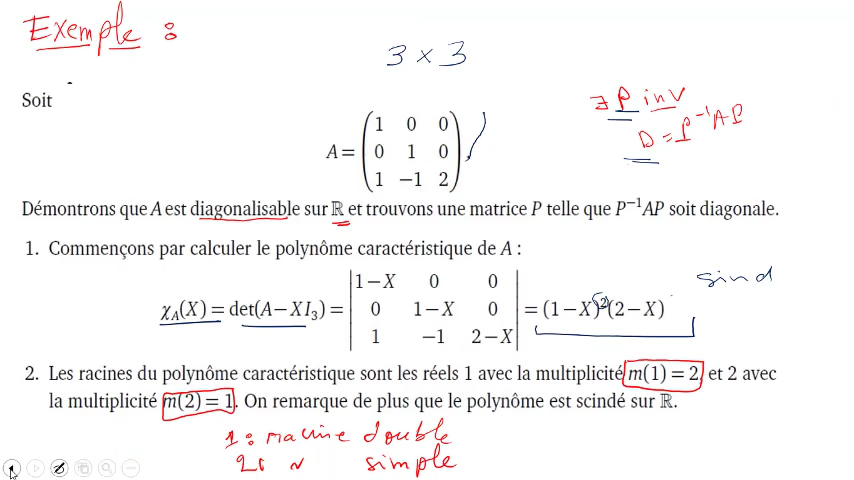 Exemple :
3 × 3
Soit
∃ P inv
D = P⁻¹AP
A = (1 0 0
0 1 0
1 −1 2),
Démontrons que A est diagonalisable sur ℝ et trouvons une matrice P telle que P⁻¹AP soit diagonale.
1. Commençons par calculer le polynôme caractéristique de A :
scind
χ_A(X) = det(A − XI₃) = |1−X 0 0
0 1−X 0
1 −1 2−X| = (1−X)²(2−X)
2. Les racines du polynôme caractéristique sont les réels 1 avec la multiplicité m(1) = 2, et 2 avec
la multiplicité m(2) = 1. On remarque de plus que le polynôme est scindé sur ℝ.
1 : racine double
simple